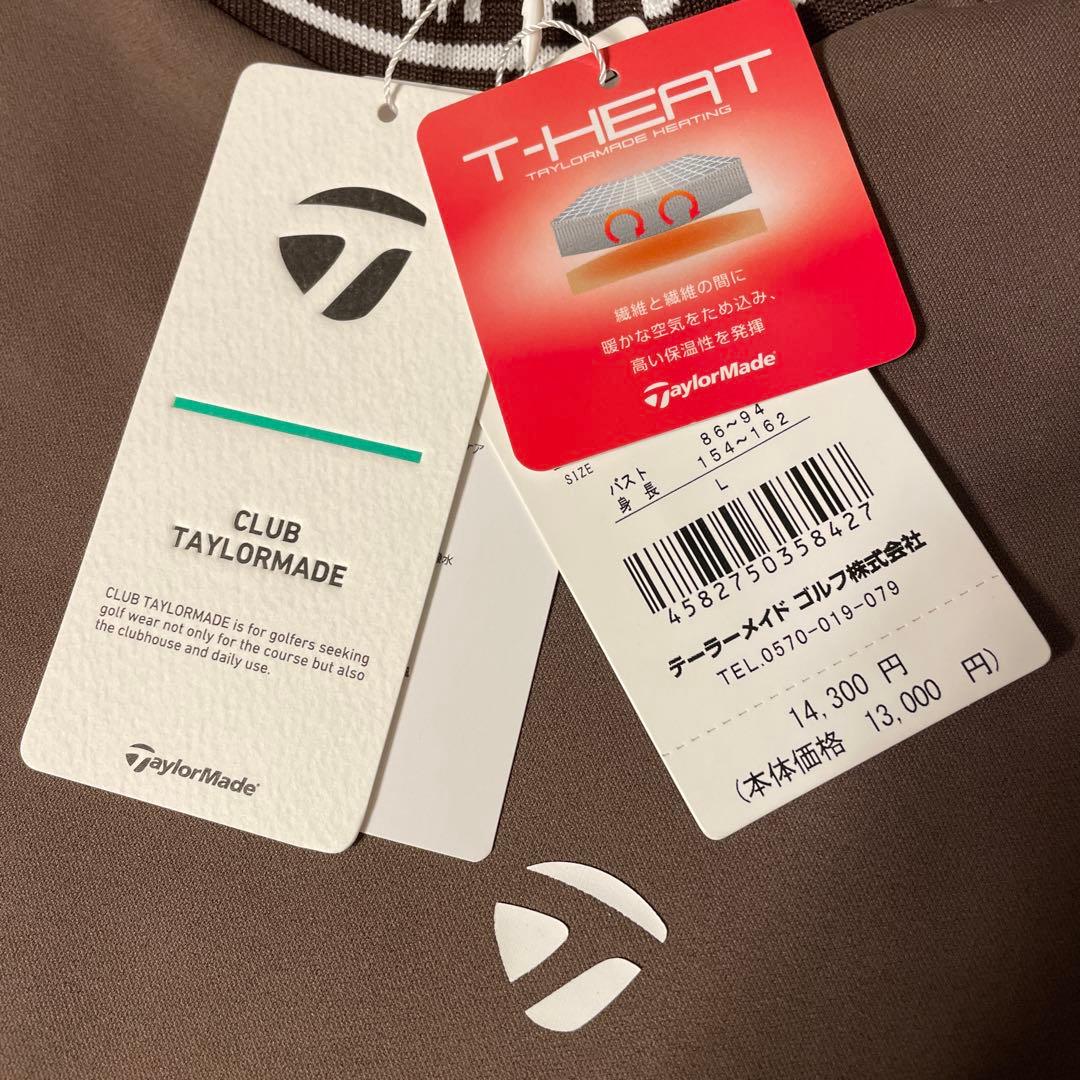 T-HEAT
TAYLORMADE HEATING
繊維と繊維の間に
暖かな空気をため込み、
高い保温性を発揮
TaylorMade
CLUB
TAYLORMADE
CLUB TAYLORMADE is for golfers seeking
golf wear not only for the course but also
the clubhouse and daily use.
TaylorMade
SIZE
バスト 86~94
身長 154~162
L
4582750358427
テーラーメイド ゴルフ株式会社
TEL.0570-019-079
14,300 円
(本体価格 13,000 円)